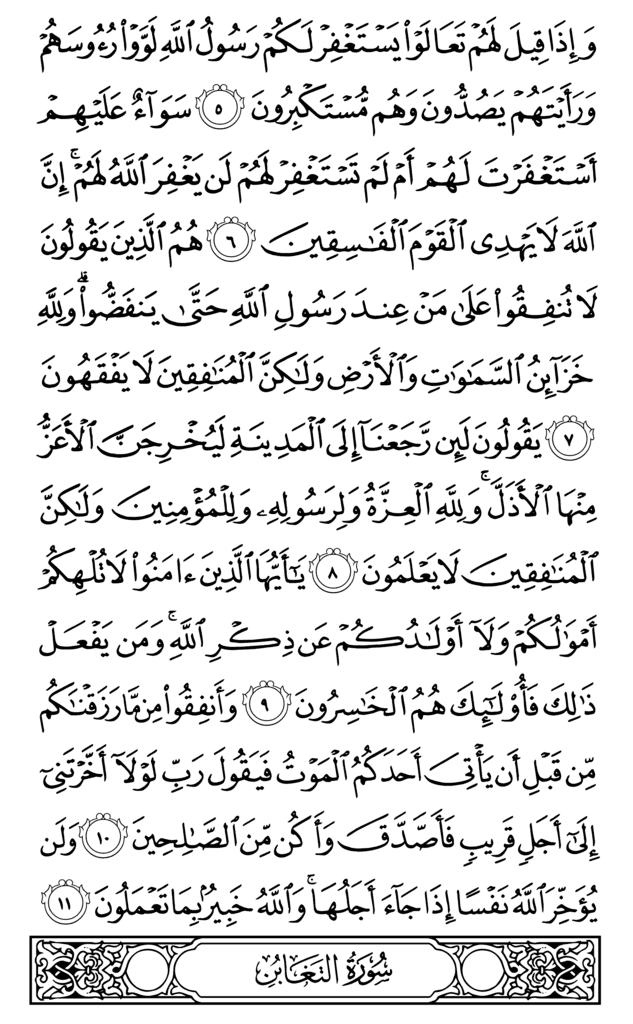 وَإِذَا قِيلَ لَهُمْ تَعَالَوْا۟ يَسْتَغْفِرْ لَكُمْ رَسُولُ ٱللَّهِ لَوَّوْا۟ رُءُوسَهُمْ
وَرَأَيْتَهُمْ يَصُدُّونَ وَهُم مُّسْتَكْبِرُونَ ٥ سَوَآءٌ عَلَيْهِمْ
أَسْتَغْفَرْتَ لَهُمْ أَمْ لَمْ تَسْتَغْفِرْ لَهُمْ لَن يَغْفِرَ ٱللَّهُ لَهُمْ ۚ إِنَّ
ٱللَّهَ لَا يَهْدِى ٱلْقَوْمَ ٱلْفَـٰسِقِينَ ٦ هُمُ ٱلَّذِينَ يَقُولُونَ
لَا تُنفِقُوا۟ عَلَىٰ مَنْ عِندَ رَسُولِ ٱللَّهِ حَتَّىٰ يَنفَضُّوا۟ ۗ وَلِلَّهِ
خَزَآئِنُ ٱلسَّمَـٰوَٰتِ وَٱلْأَرْضِ وَلَـٰكِنَّ ٱلْمُنَـٰفِقِينَ لَا يَفْقَهُونَ
٧ يَقُولُونَ لَئِن رَّجَعْنَآ إِلَى ٱلْمَدِينَةِ لَيُخْرِجَنَّ ٱلْأَعَزُّ
مِنْهَا ٱلْأَذَلَّ ۚ وَلِلَّهِ ٱلْعِزَّةُ وَلِرَسُولِهِۦ وَلِلْمُؤْمِنِينَ وَلَـٰكِنَّ
ٱلْمُنَـٰفِقِينَ لَا يَعْلَمُونَ ٨ يَـٰٓأَيُّهَا ٱلَّذِينَ ءَامَنُوا۟ لَا تُلْهِكُمْ
أَمْوَٰلُكُمْ وَلَآ أَوْلَـٰدُكُمْ عَن ذِكْرِ ٱللَّهِ ۚ وَمَن يَفْعَلْ
ذَٰلِكَ فَأُو۟لَـٰٓئِكَ هُمُ ٱلْخَـٰسِرُونَ ٩ وَأَنفِقُوا۟ مِن مَّا رَزَقْنَـٰكُم
مِّن قَبْلِ أَن يَأْتِىَ أَحَدَكُمُ ٱلْمَوْتُ فَيَقُولَ رَبِّ لَوْلَآ أَخَّرْتَنِىٓ
إِلَىٰٓ أَجَلٍ قَرِيبٍ فَأَصَّدَّقَ وَأَكُن مِّنَ ٱلصَّـٰلِحِينَ ١٠ وَلَن
يُؤَخِّرَ ٱللَّهُ نَفْسًا إِذَا جَآءَ أَجَلُهَا ۚ وَٱللَّهُ خَبِيرٌۢ بِمَا تَعْمَلُونَ ١١
سُورَةُ التَّغَابُنِ